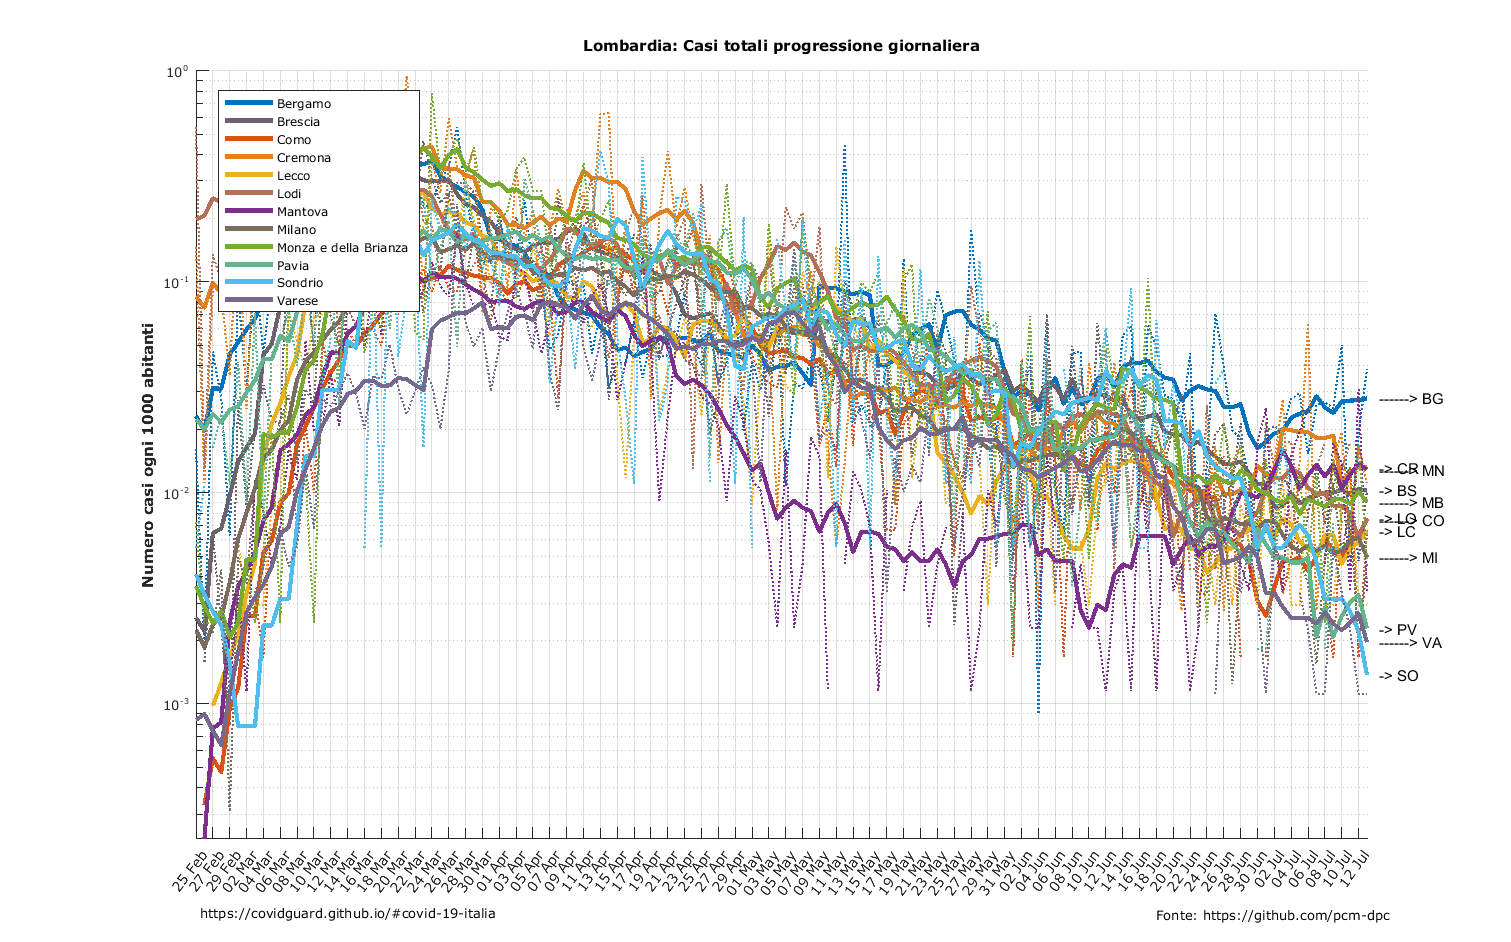 Lombardia: Casi totali progressione giornaliera
10^0
10^-1
10^-2
10^-3
Numero casi ogni 1000 abitanti
Bergamo
Brescia
Como
Cremona
Lecco
Lodi
Mantova
Milano
Monza e della Brianza
Pavia
Sondrio
Varese
------> BG
-> CR
------> MN
-> BS
------> MB
-> LO
------> CO
-> LC
------> MI
-> PV
------> VA
-> SO
25 Feb
27 Feb
29 Feb
02 Mar
04 Mar
06 Mar
08 Mar
10 Mar
12 Mar
14 Mar
16 Mar
18 Mar
20 Mar
22 Mar
24 Mar
26 Mar
28 Mar
30 Mar
01 Apr
03 Apr
05 Apr
07 Apr
09 Apr
11 Apr
13 Apr
15 Apr
17 Apr
19 Apr
21 Apr
23 Apr
25 Apr
27 Apr
29 Apr
01 May
03 May
05 May
07 May
09 May
11 May
13 May
15 May
17 May
19 May
21 May
23 May
25 May
27 May
29 May
31 May
02 Jun
04 Jun
06 Jun
08 Jun
10 Jun
12 Jun
14 Jun
16 Jun
18 Jun
20 Jun
22 Jun
24 Jun
26 Jun
28 Jun
30 Jun
02 Jul
04 Jul
06 Jul
08 Jul
10 Jul
12 Jul
https://covidguard.github.io/#covid-19-italia
Fonte: https://github.com/pcm-dpc